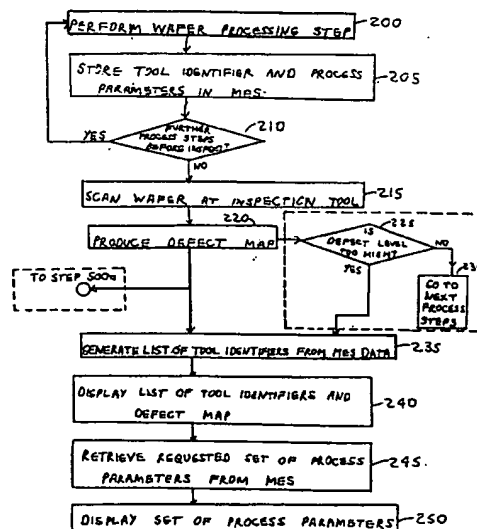 PERFORM WAFER PROCESSING STEP
200
STORE TOOL IDENTIFIER AND PROCESS
PARAMETERS IN MES.
205
FURTHER
PROCESS STEPS
BEFORE INSPECT?
210
YES
NO
SCAN WAFER AT INSPECTION TOOL
215
220
PRODUCE DEFECT MAP
IS
DEFECT LEVEL
TOO HIGH?
225
NO
YES
GO TO
NEXT
PROCESS
STEPS
TO STEP 500a
GENERATE LIST OF TOOL IDENTIFIERS FROM MES DATA
235
DISPLAY LIST OF TOOL IDENTIFIERS AND
DEFECT MAP
240
RETRIEVE REQUESTED SET OF PROCESS
PARAMETERS FROM MES
245.
DISPLAY SET OF PROCESS PARAMETERS
250